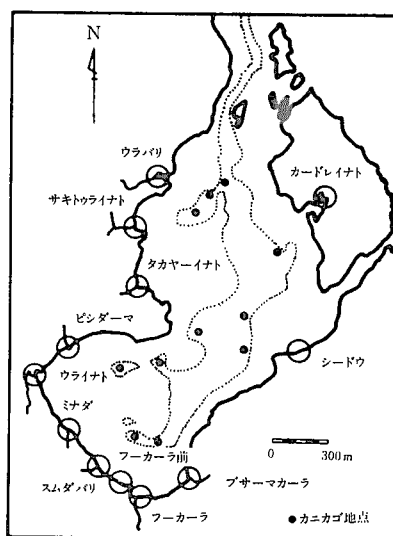 N
ウラバリ
カードレイナト
サキトゥライナト
タカヤーイナト
ビシダーマ
シードウ
ウライナト
ミナダ
0 300m
フーカーラ前
スムダバリ
ブサーマカーラ
フーカーラ
●カニカゴ地点